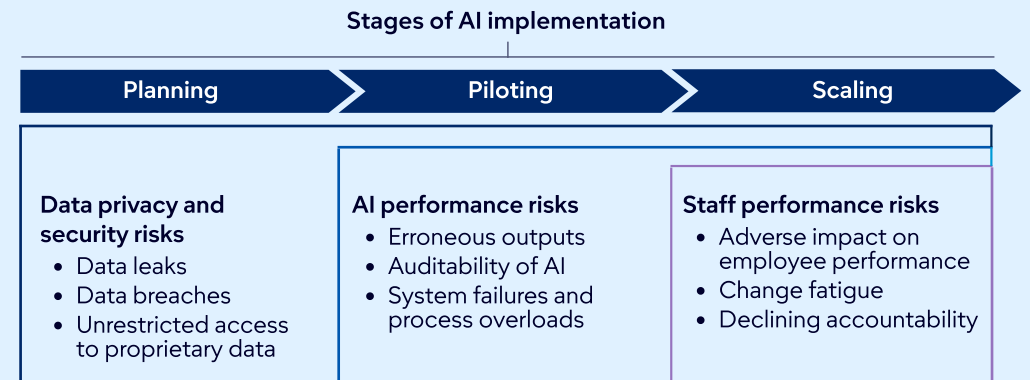 Stages of AI implementation
Planning
Piloting
Scaling
Data privacy and
security risks
• Data leaks
• Data breaches
• Unrestricted access
to proprietary data
AI performance risks
• Erroneous outputs
• Auditability of AI
• System failures and
process overloads
Staff performance risks
• Adverse impact on
employee performance
• Change fatigue
• Declining accountability